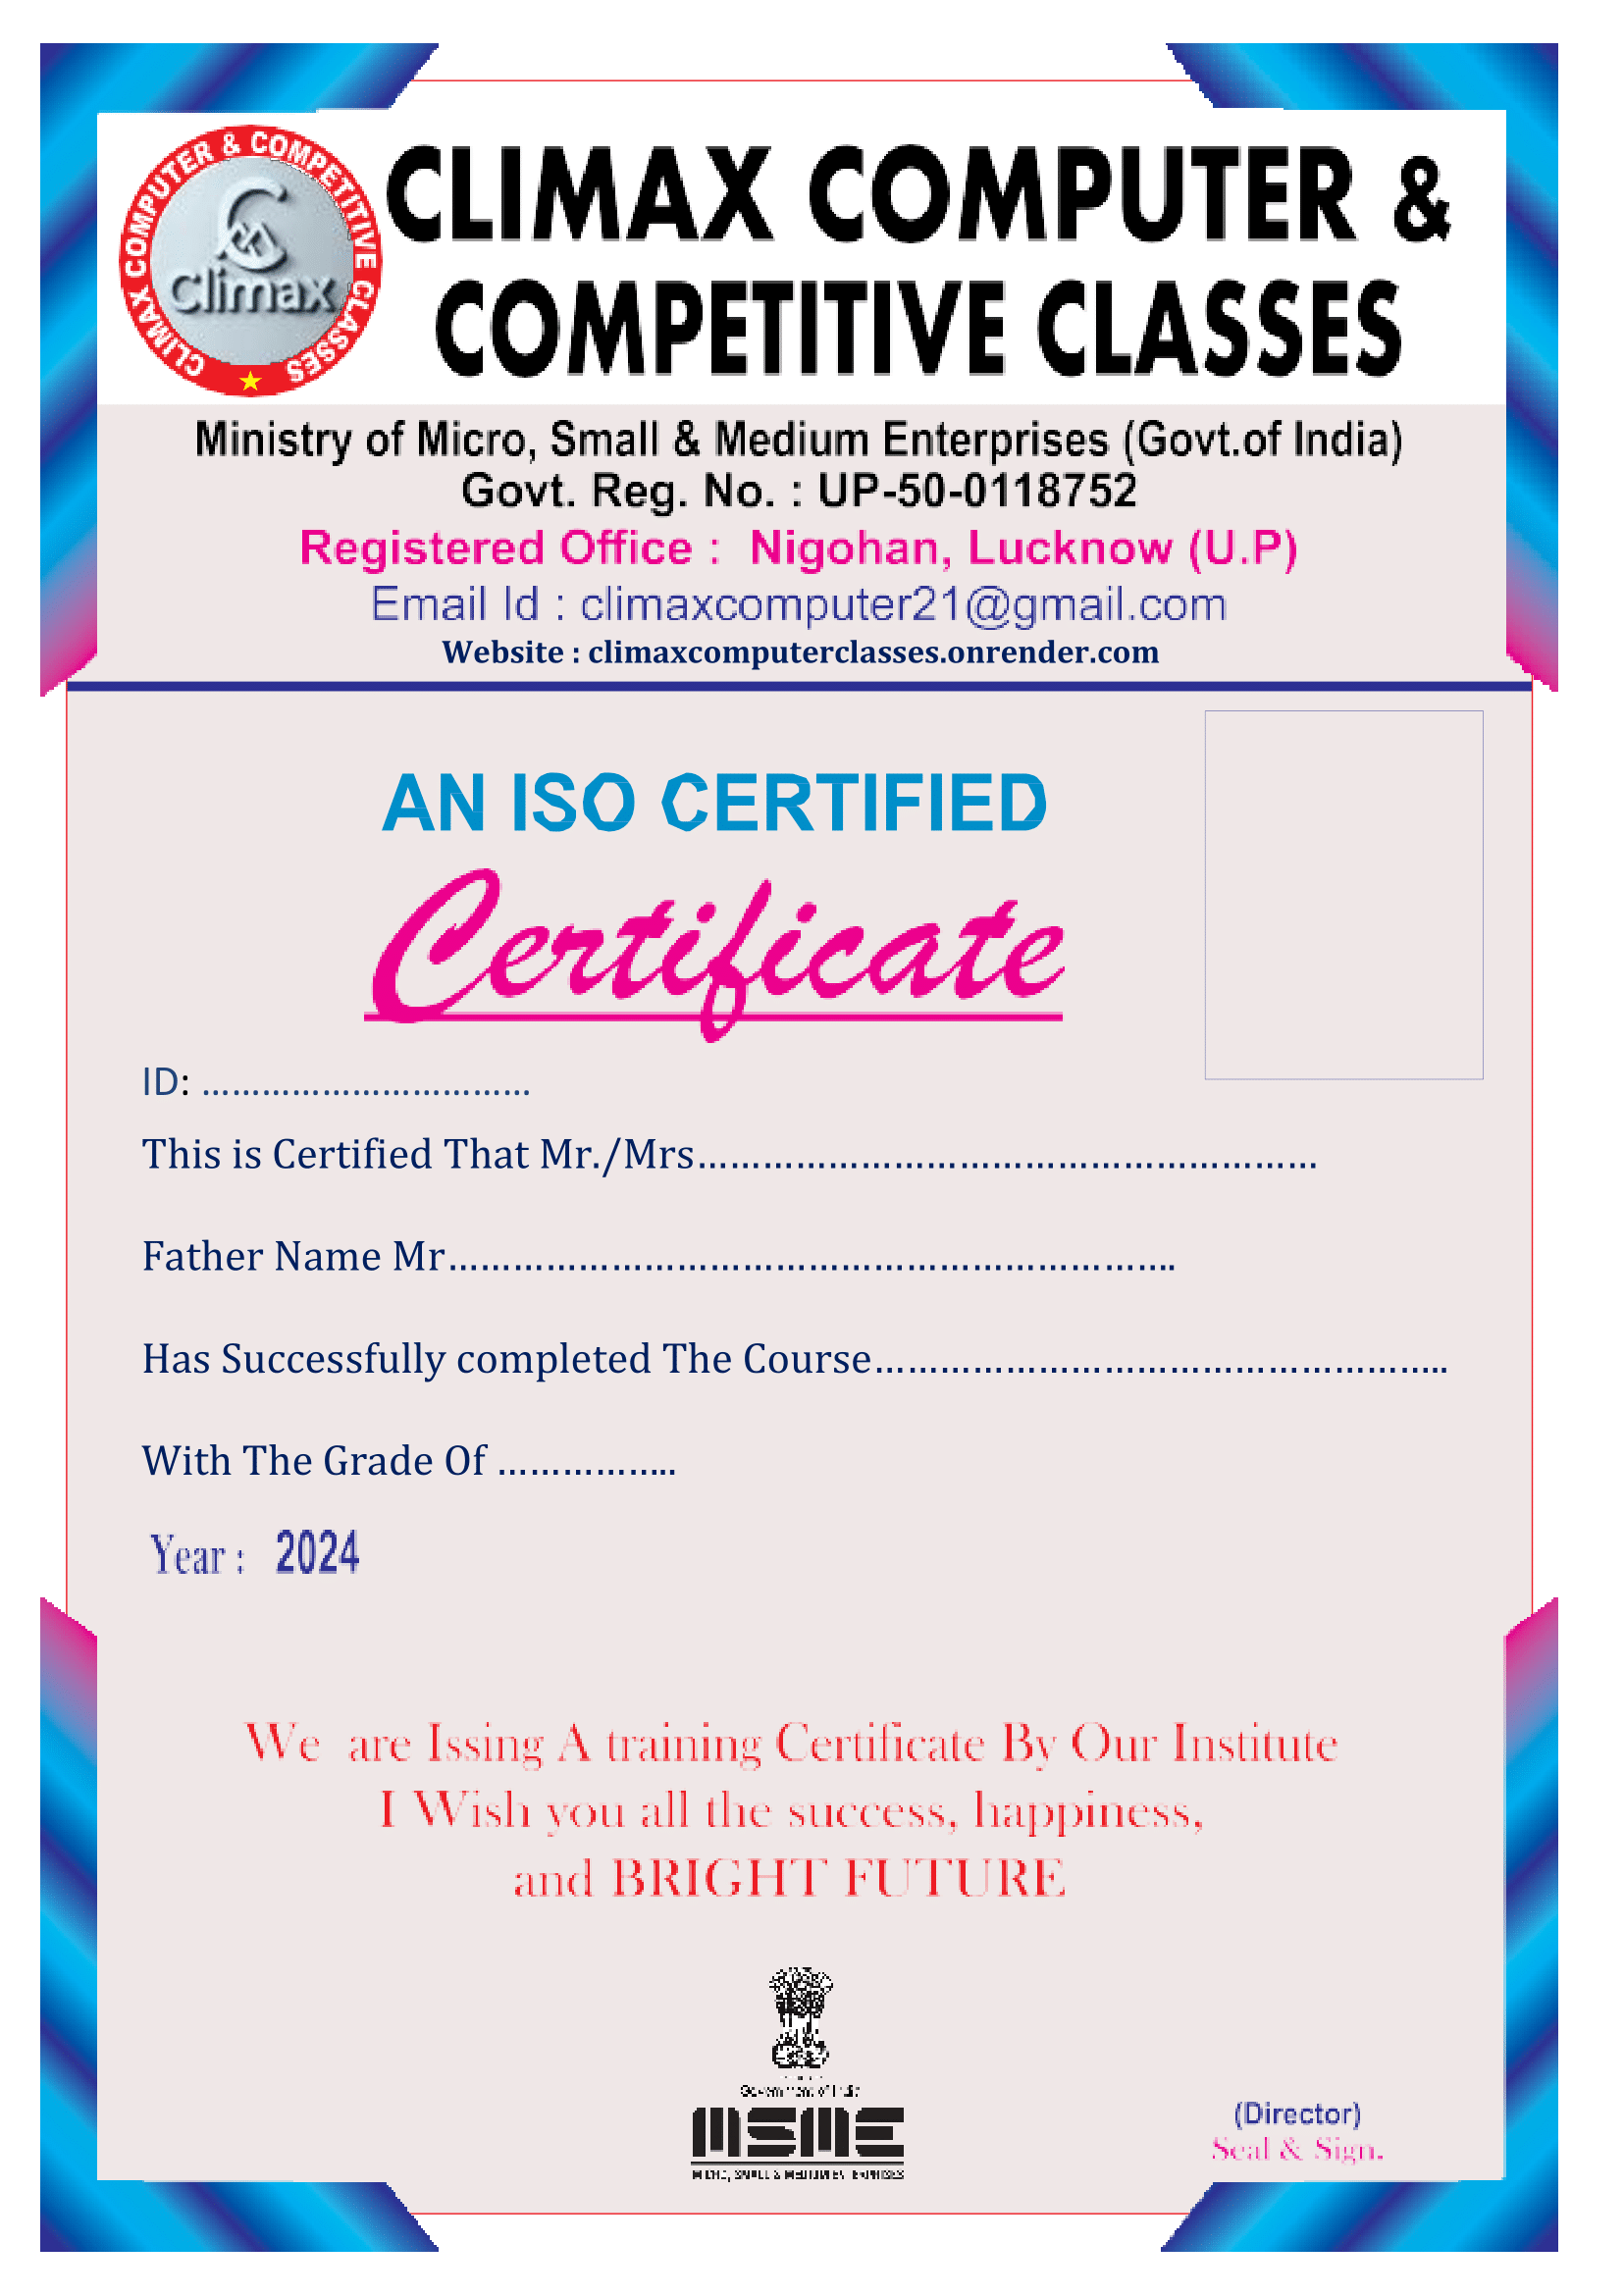 CLIMAX COMPUTER & COMPETITIVE CLASSES
Climax
CLIMAX COMPUTER &
COMPETITIVE CLASSES
Ministry of Micro, Small & Medium Enterprises (Govt.of India)
Govt. Reg. No. : UP-50-0118752
Registered Office : Nigohan, Lucknow (U.P)
Email Id : climaxcomputer21@gmail.com
Website : climaxcomputerclasses.onrender.com
AN ISO CERTIFIED
Certificate
ID: ……………………………
This is Certified That Mr./Mrs…………………………………………………
Father Name Mr………………………………………………………….
Has Successfully completed The Course……………………………………………..
With The Grade Of ……………..
Year : 2024
We are Issing A training Certificate By Our Institute
I Wish you all the success, happiness,
and BRIGHT FUTURE
Government of India
MSME
MICRO, SMALL & MEDIUM ENTERPRISES
(Director)
Seal & Sign.